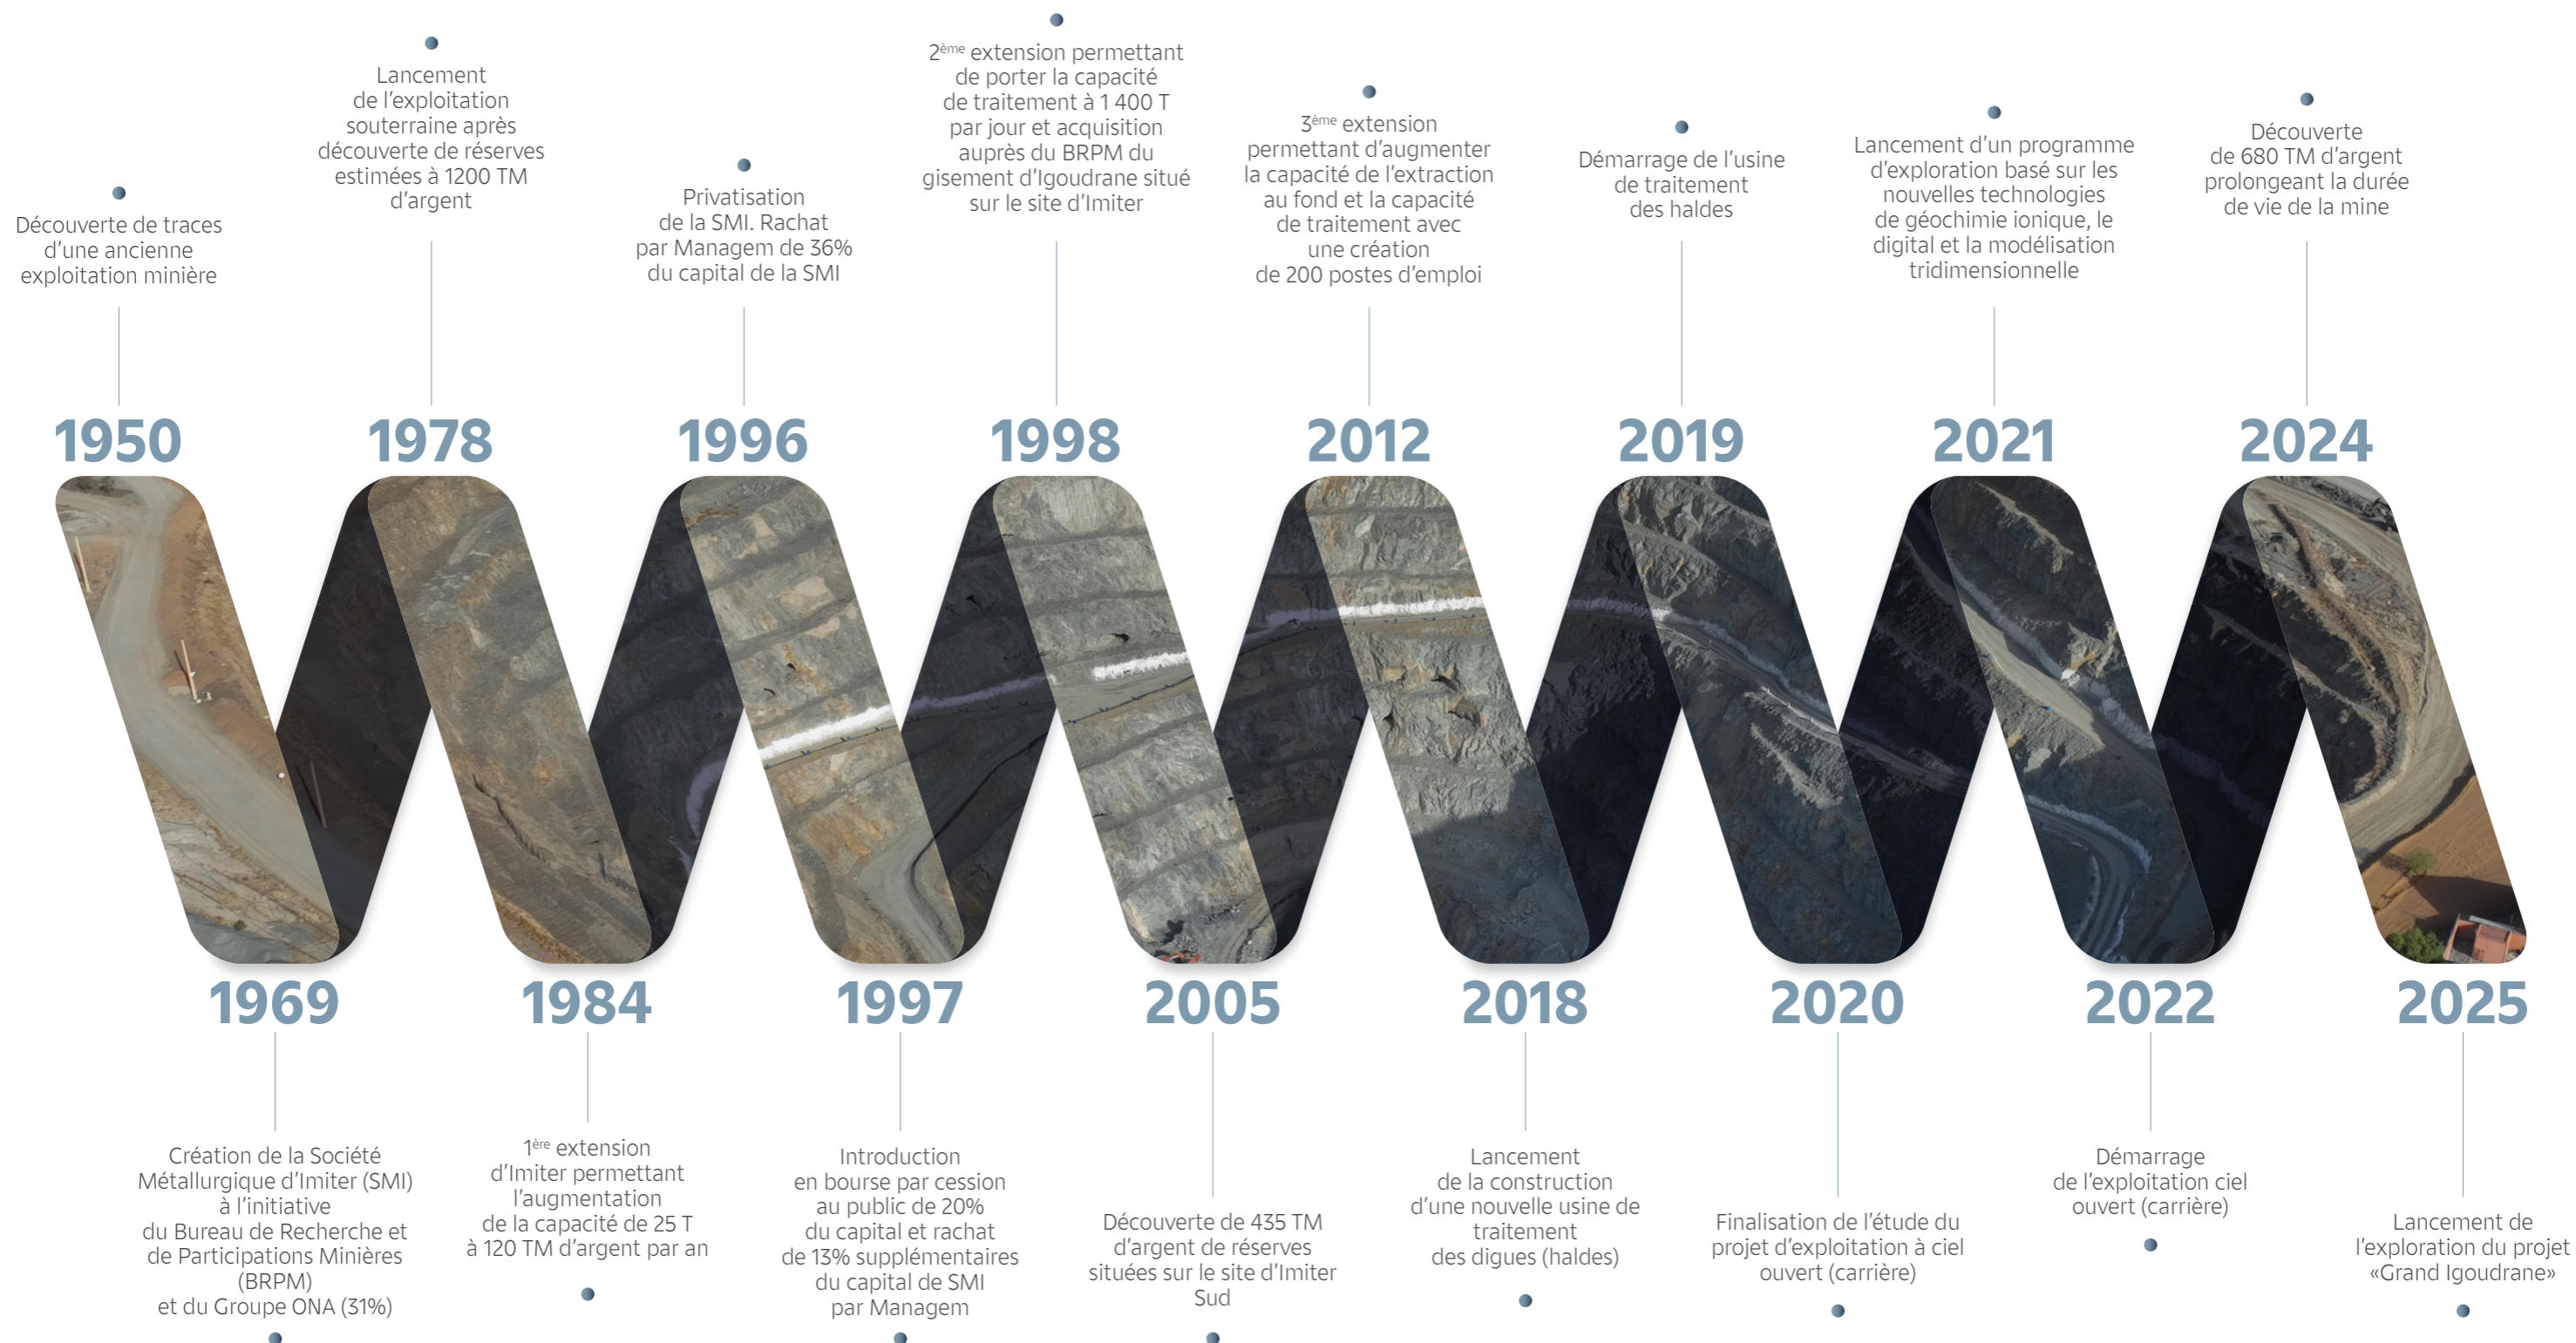 Découverte de traces
d'une ancienne
exploitation minière
1950
Création de la Société
Métallurgique d'Imiter (SMI)
à l'initiative
du Bureau de Recherche et
de Participations Minières
(BRPM)
et du Groupe ONA (31%)
1969
Lancement
de l'exploitation
souterraine après
découverte de réserves
estimées à 1200 TM
d'argent
1978
1984
1ère extension
d'Imiter permettant
l'augmentation
de la capacité de 25 T
à 120 TM d'argent par an
Privatisation
de la SMI. Rachat
par Managem de 36%
du capital de la SMI
1996
1997
Introduction
en bourse par cession
au public de 20%
du capital et rachat
de 13% supplémentaires
du capital de SMI
par Managem
2ème extension permettant
de porter la capacité
de traitement à 1 400 T
par jour et acquisition
auprès du BRPM du
gisement d'Igoudrane situé
sur le site d'Imiter
1998
2005
Découverte de 435 TM
d'argent de réserves
situées sur le site d'Imiter
Sud
3ème extension
permettant d'augmenter
la capacité de l'extraction
au fond et la capacité
de traitement avec
une création
de 200 postes d'emploi
2012
2018
Lancement
de la construction
d'une nouvelle usine de
traitement
des digues (haldes)
Démarrage de l'usine
de traitement
des haldes
2019
2020
Finalisation de l'étude du
projet d'exploitation à ciel
ouvert (carrière)
Lancement d'un programme
d'exploration basé sur les
nouvelles technologies
de géochimie ionique, le
digital et la modélisation
tridimensionnelle
2021
2022
Démarrage
de l'exploitation ciel
ouvert (carrière)
Découverte
de 680 TM d'argent
prolongeant la durée
de vie de la mine
2024
2025
Lancement de
l'exploration du projet
«Grand Igoudrane»